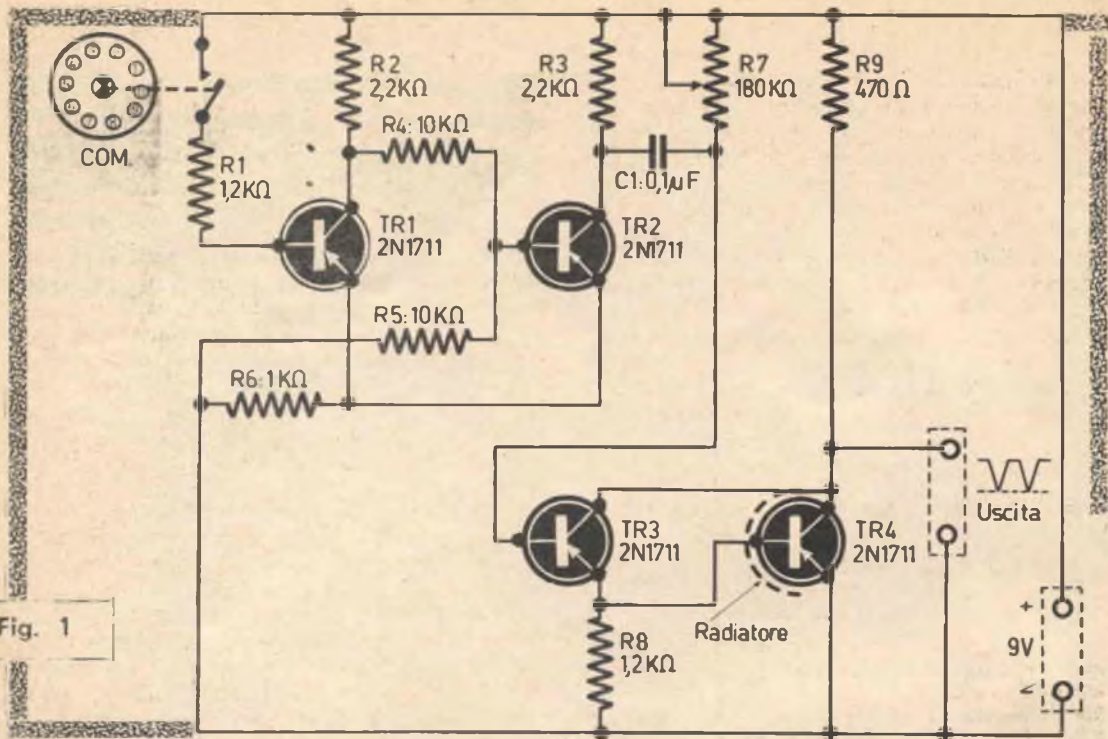 R2
2,2KΩ
R3
2,2KΩ
R7
180KΩ
R9
470 Ω
R4:10KΩ
COM.
R1
1,2KΩ
C1:0,1µF
TR1
2N1711
TR2
2N1711
R5:10KΩ
R6:1KΩ
Uscita
TR3
2N1711
TR4
2N1711
Fig. 1
Radiatore
+
9V
R8
1,2KΩ
-